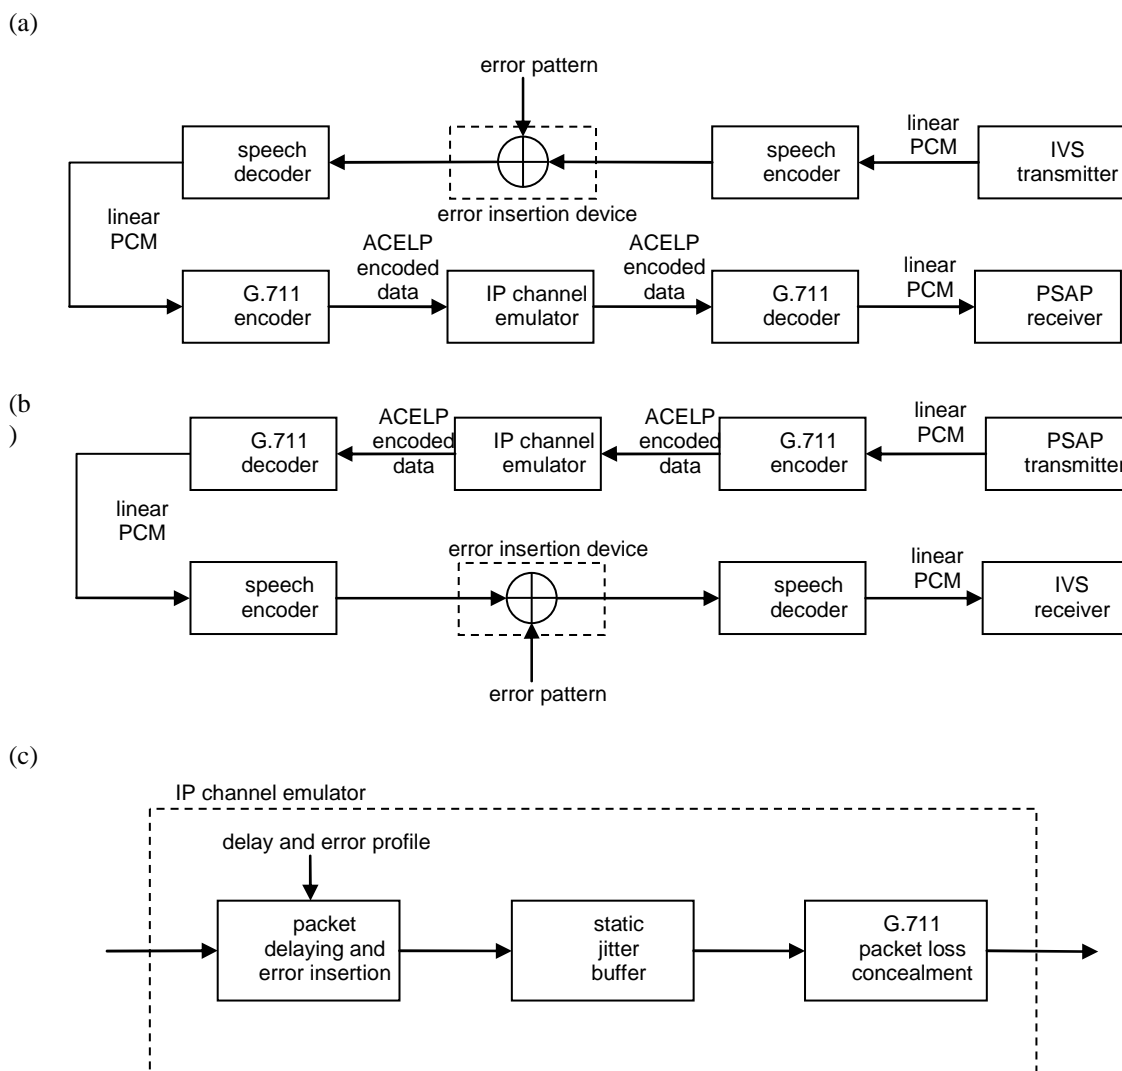 (a)
error pattern
speech
decoder
error insertion device
speech
encoder
linear
PCM
IVS
transmitter
linear
PCM
G.711
encoder
ACELP
encoded
data
IP channel
emulator
ACELP
encoded
data
G.711
decoder
linear
PCM
PSAP
receiver
(b
)
G.711
decoder
ACELP
encoded
data
IP channel
emulator
ACELP
encoded
data
G.711
encoder
linear
PCM
PSAP
transmitter
linear
PCM
speech
encoder
error insertion device
error pattern
speech
decoder
linear
PCM
IVS
receiver
(c)
IP channel emulator
delay and error profile
packet
delaying and
error insertion
static
jitter
buffer
G.711
packet loss
concealment